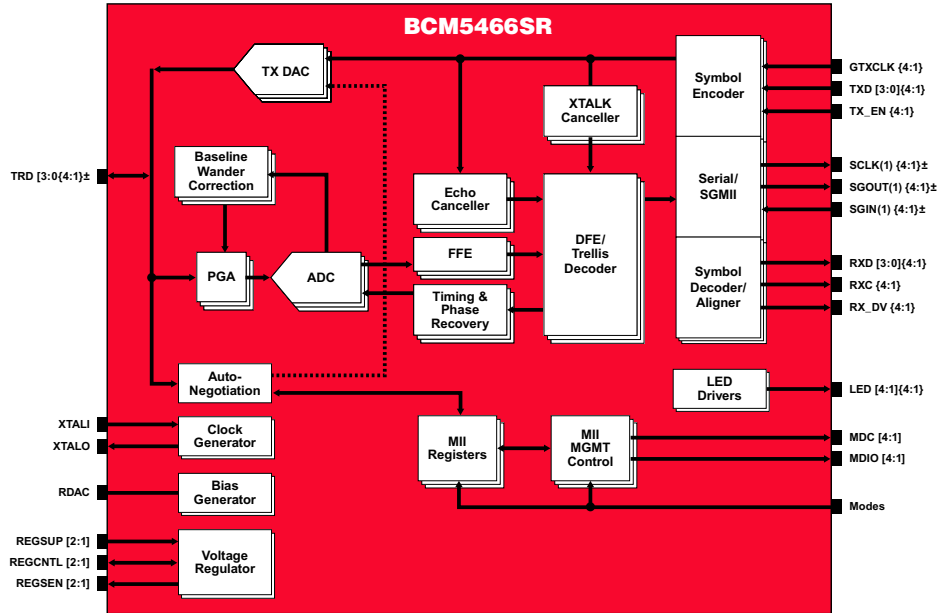 BCM5466SR
TX DAC
Symbol
Encoder
GTXCLK {4:1}
TXD [3:0]{4:1}
TX_EN {4:1}
XTALK
Canceller
TRD [3:0{4:1}±
Baseline
Wander
Correction
Echo
Canceller
Serial/
SGMII
SCLK(1) {4:1}±
SGOUT(1) {4:1}±
SGIN(1) {4:1}±
DFE/
Trellis
Decoder
FFE
PGA
ADC
Timing &
Phase
Recovery
Symbol
Decoder/
Aligner
RXD [3:0]{4:1}
RXC {4:1}
RX_DV {4:1}
Auto-
Negotiation
LED
Drivers
LED [4:1]{4:1}
XTALI
XTALO
Clock
Generator
MII
Registers
MII
MGMT
Control
MDC [4:1]
MDIO [4:1]
RDAC
Bias
Generator
Modes
REGSUP [2:1]
REGCNTL [2:1]
REGSEN [2:1]
Voltage
Regulator